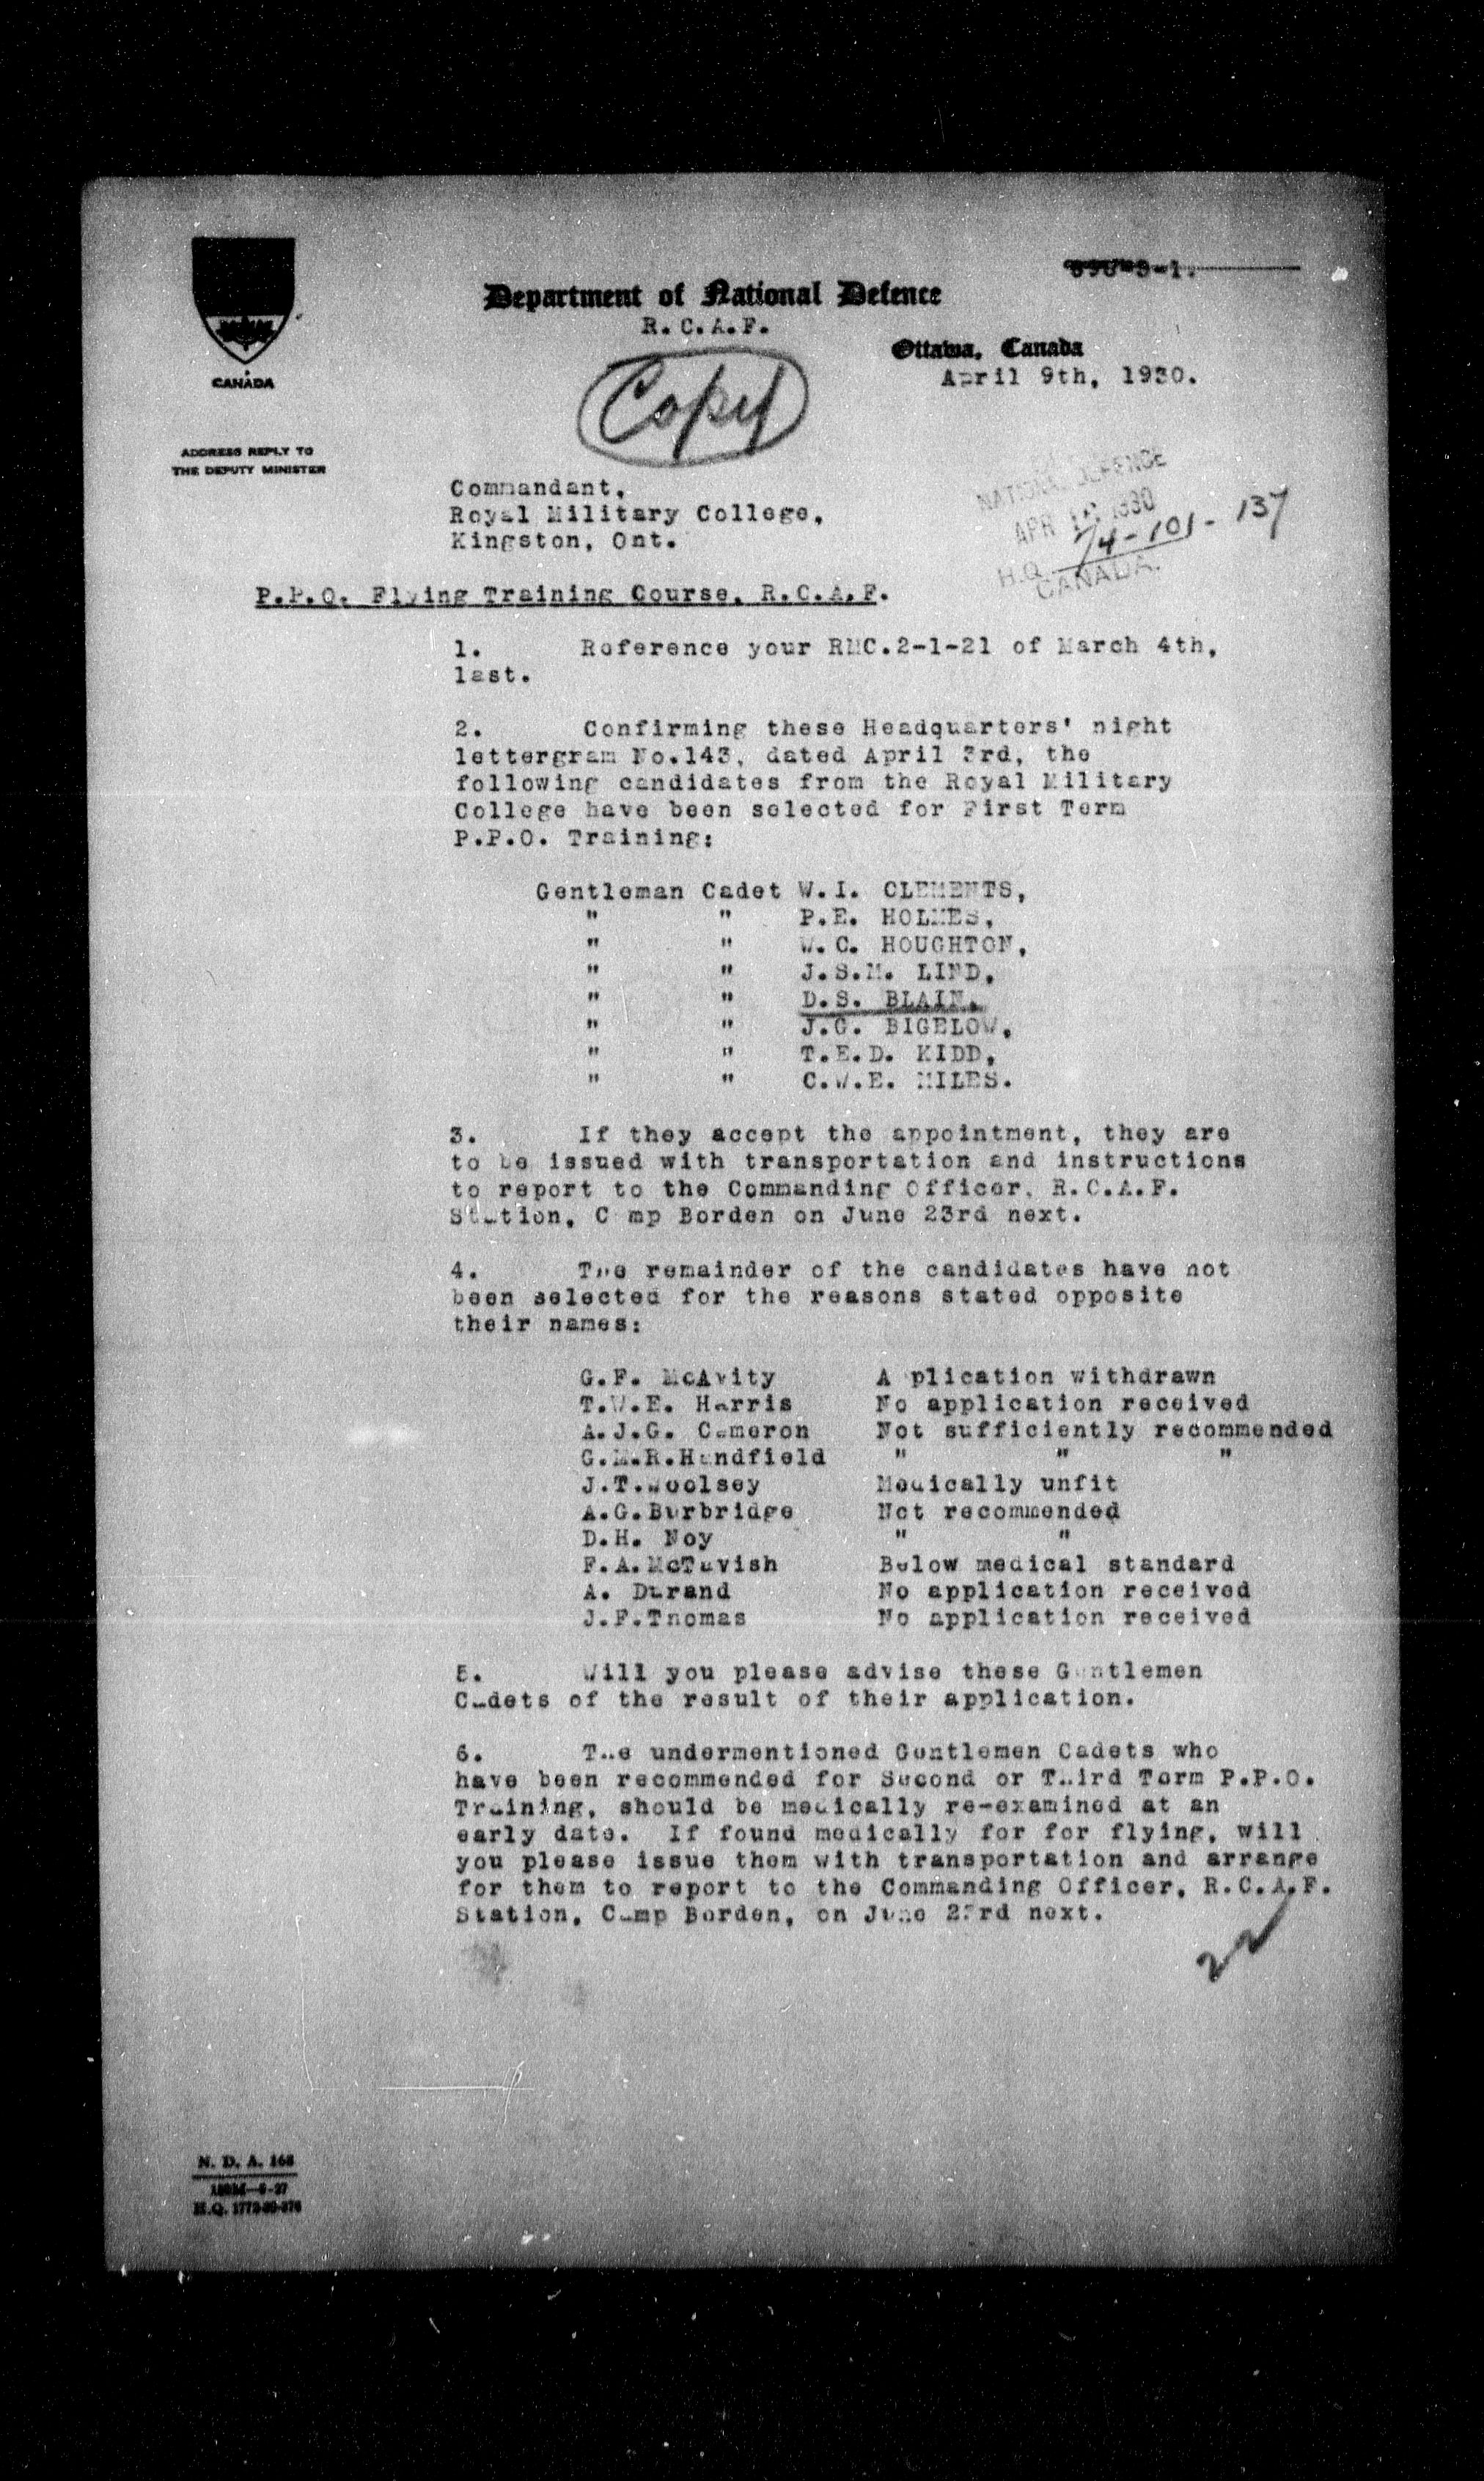 Department of National Defence
R.C.A.F.
Ottawa, Canada
April 9th, 1930.
Copy
CANADA
ADDRESS REPLY TO
THE DEPUTY MINISTER
Commandant,
Royal Military College,
Kingston, Ont.
NATIONAL DEFENCE
APR 1930
H.Q. 74-101-137
CANADA.
P.P.O. Flying Training Course, R.C.A.F.
1. Reference your RMC.2-1-21 of March 4th,
last.
2. Confirming these Headquarters' night
lettergram No.143, dated April 3rd, the
following candidates from the Royal Military
College have been selected for First Term
P.P.O. Training:
Gentleman Cadet W.I. CLEMENTS,
" " P.E. HOLMES,
" " W.C. HOUGHTON,
" " J.S.M. LIND,
" " D.S. BLAIN,
" " J.G. BIGELOW,
" " T.E.D. KIDD,
" " C.W.E. MILES.
3. If they accept the appointment, they are
to be issued with transportation and instructions
to report to the Commanding Officer, R.C.A.F.
Station, Camp Borden on June 23rd next.
4. The remainder of the candidates have not
been selected for the reasons stated opposite
their names:
G.F. McAvity Application withdrawn
T.W.E. Harris No application received
A.J.G. Cameron Not sufficiently recommended
G.M.R.Handfield " " "
J.T.Woolsey Medically unfit
A.G.Burbridge Not recommended
D.H. Noy " "
F.A.McTavish Below medical standard
A. Durand No application received
J.F.Thomas No application received
5. Will you please advise these Gentlemen
Cadets of the result of their application.
6. The undermentioned Gentlemen Cadets who
have been recommended for Second or Third Term P.P.O.
Training, should be medically re-examined at an
early date. If found medically for for flying, will
you please issue them with transportation and arrange
for them to report to the Commanding Officer, R.C.A.F.
Station, Camp Borden, on June 23rd next.
22
N. D. A. 168
H.Q. 1772-39-276